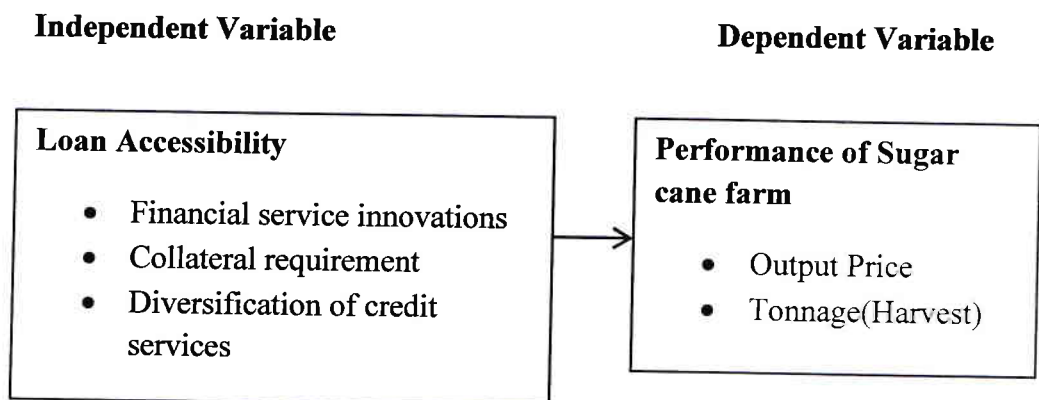 Independent Variable
Dependent Variable
Loan Accessibility
• Financial service innovations
• Collateral requirement
• Diversification of credit
services
Performance of Sugar
cane farm
• Output Price
• Tonnage(Harvest)